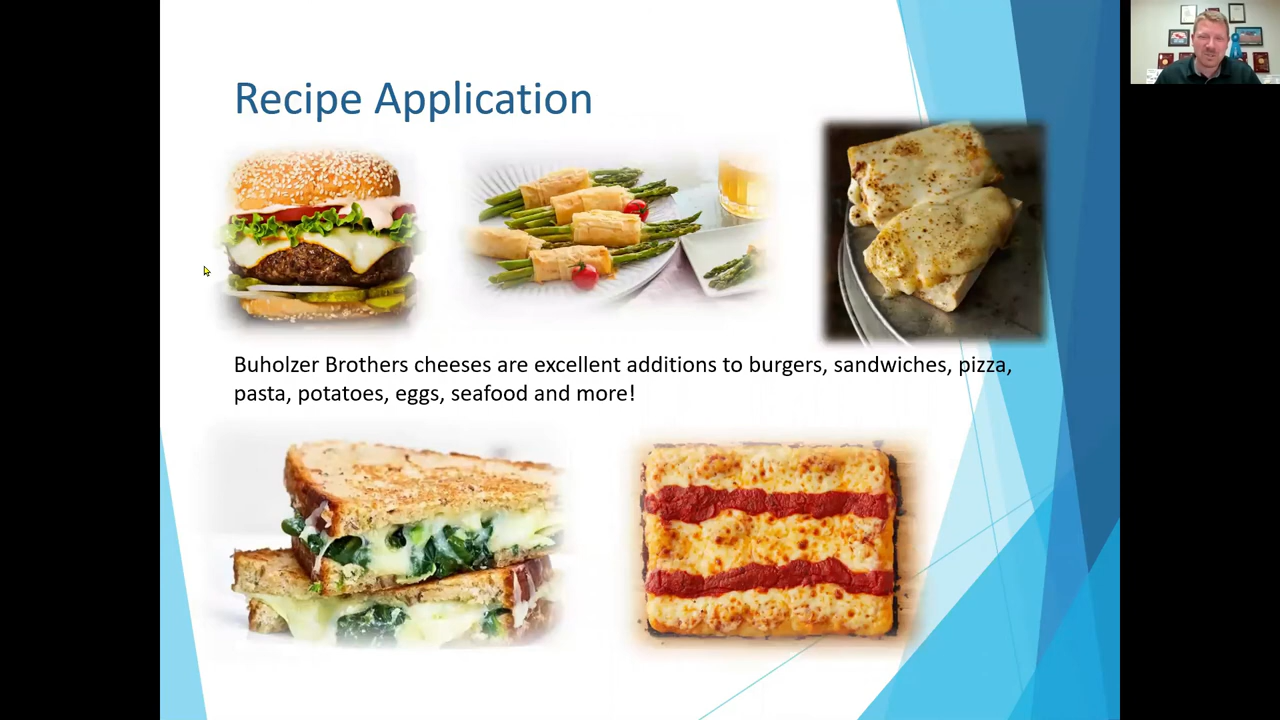 Recipe Application
Buholzer Brothers cheeses are excellent additions to burgers, sandwiches, pizza,
pasta, potatoes, eggs, seafood and more!